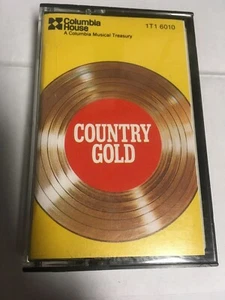 Columbia
House
A Columbia Musical Treasury
1T1 6010
COUNTRY
GOLD